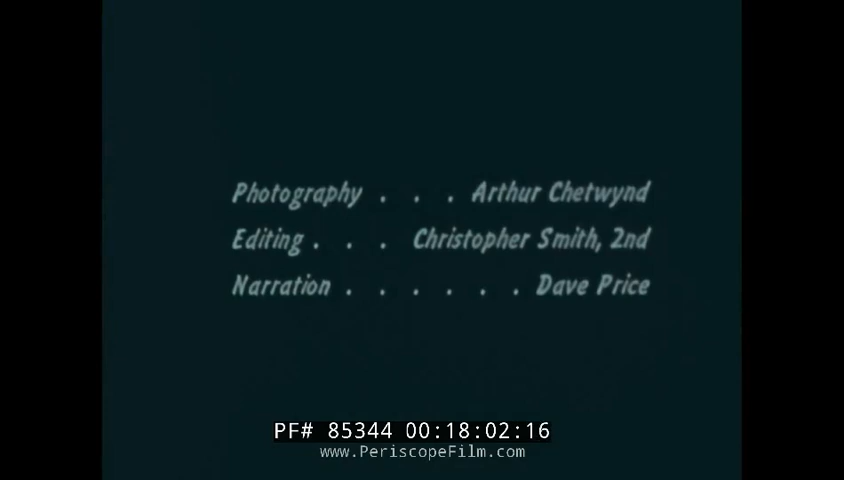 Photography . . . Arthur Chetwynd
Editing . . . Christopher Smith, 2nd
Narration . . . . . . Dave Price
PF# 85344 00:18:02:16
www.PeriscopeFilm.com